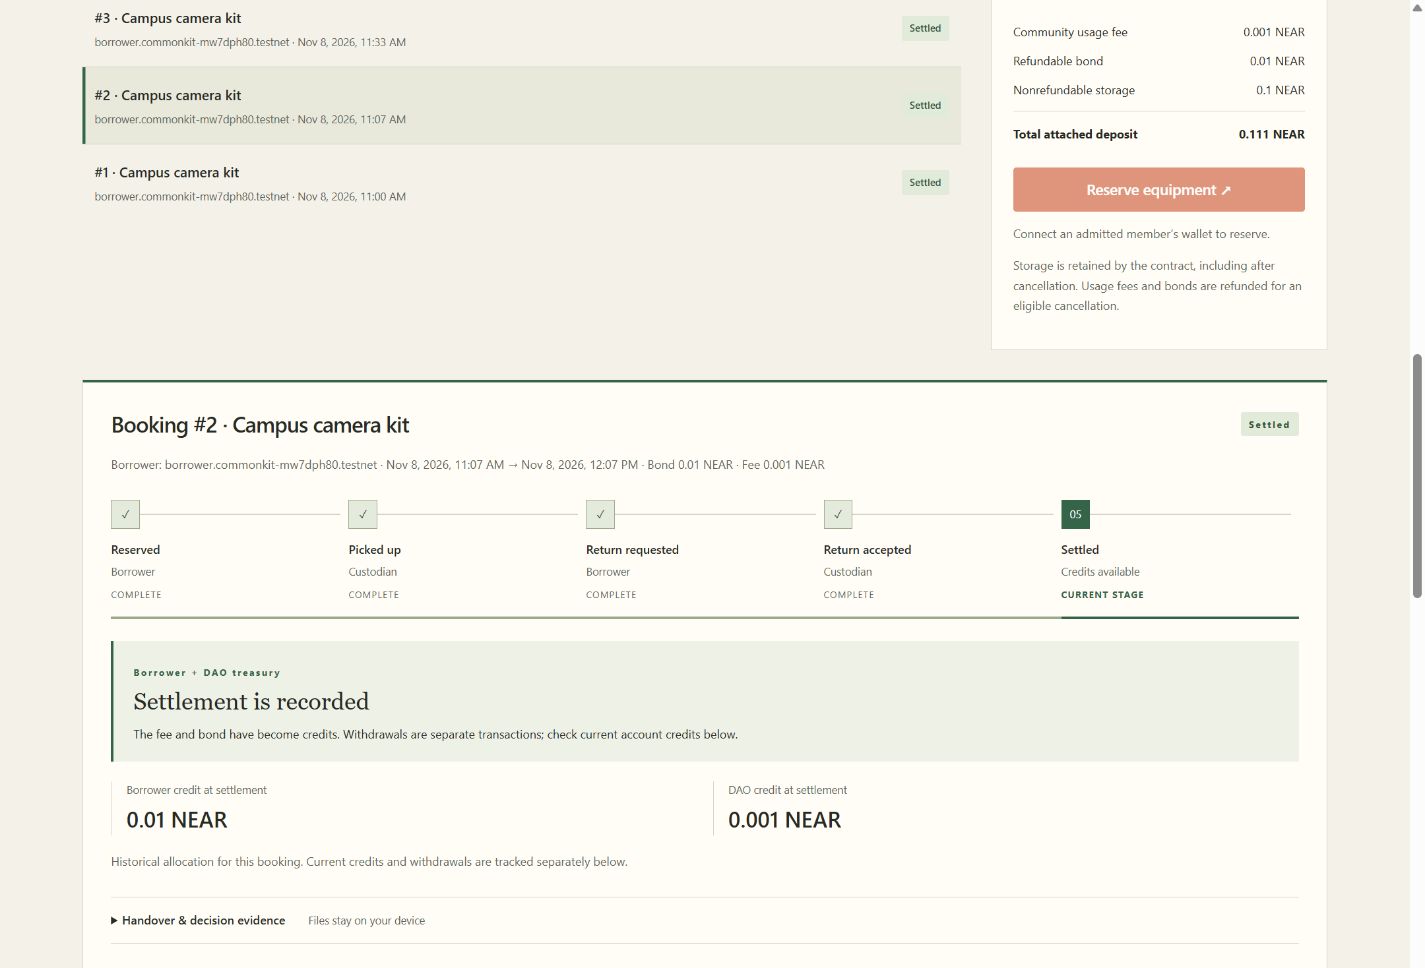 #3 · Campus camera kit
borrower.commonkit-mw7dph80.testnet · Nov 8, 2026, 11:33 AM
Settled
#2 · Campus camera kit
borrower.commonkit-mw7dph80.testnet · Nov 8, 2026, 11:07 AM
Settled
#1 · Campus camera kit
borrower.commonkit-mw7dph80.testnet · Nov 8, 2026, 11:00 AM
Settled
Community usage fee 0.001 NEAR
Refundable bond 0.01 NEAR
Nonrefundable storage 0.1 NEAR
Total attached deposit 0.111 NEAR
Reserve equipment ↗
Connect an admitted member's wallet to reserve.
Storage is retained by the contract, including after
cancellation. Usage fees and bonds are refunded for an
eligible cancellation.
Booking #2 · Campus camera kit
Settled
Borrower: borrower.commonkit-mw7dph80.testnet · Nov 8, 2026, 11:07 AM → Nov 8, 2026, 12:07 PM · Bond 0.01 NEAR · Fee 0.001 NEAR
✓ ✓ ✓ ✓ 05
Reserved Picked up Return requested Return accepted Settled
Borrower Custodian Borrower Custodian Credits available
COMPLETE COMPLETE COMPLETE COMPLETE CURRENT STAGE
Borrower + DAO treasury
Settlement is recorded
The fee and bond have become credits. Withdrawals are separate transactions; check current account credits below.
Borrower credit at settlement
0.01 NEAR
DAO credit at settlement
0.001 NEAR
Historical allocation for this booking. Current credits and withdrawals are tracked separately below.
▶ Handover & decision evidence Files stay on your device